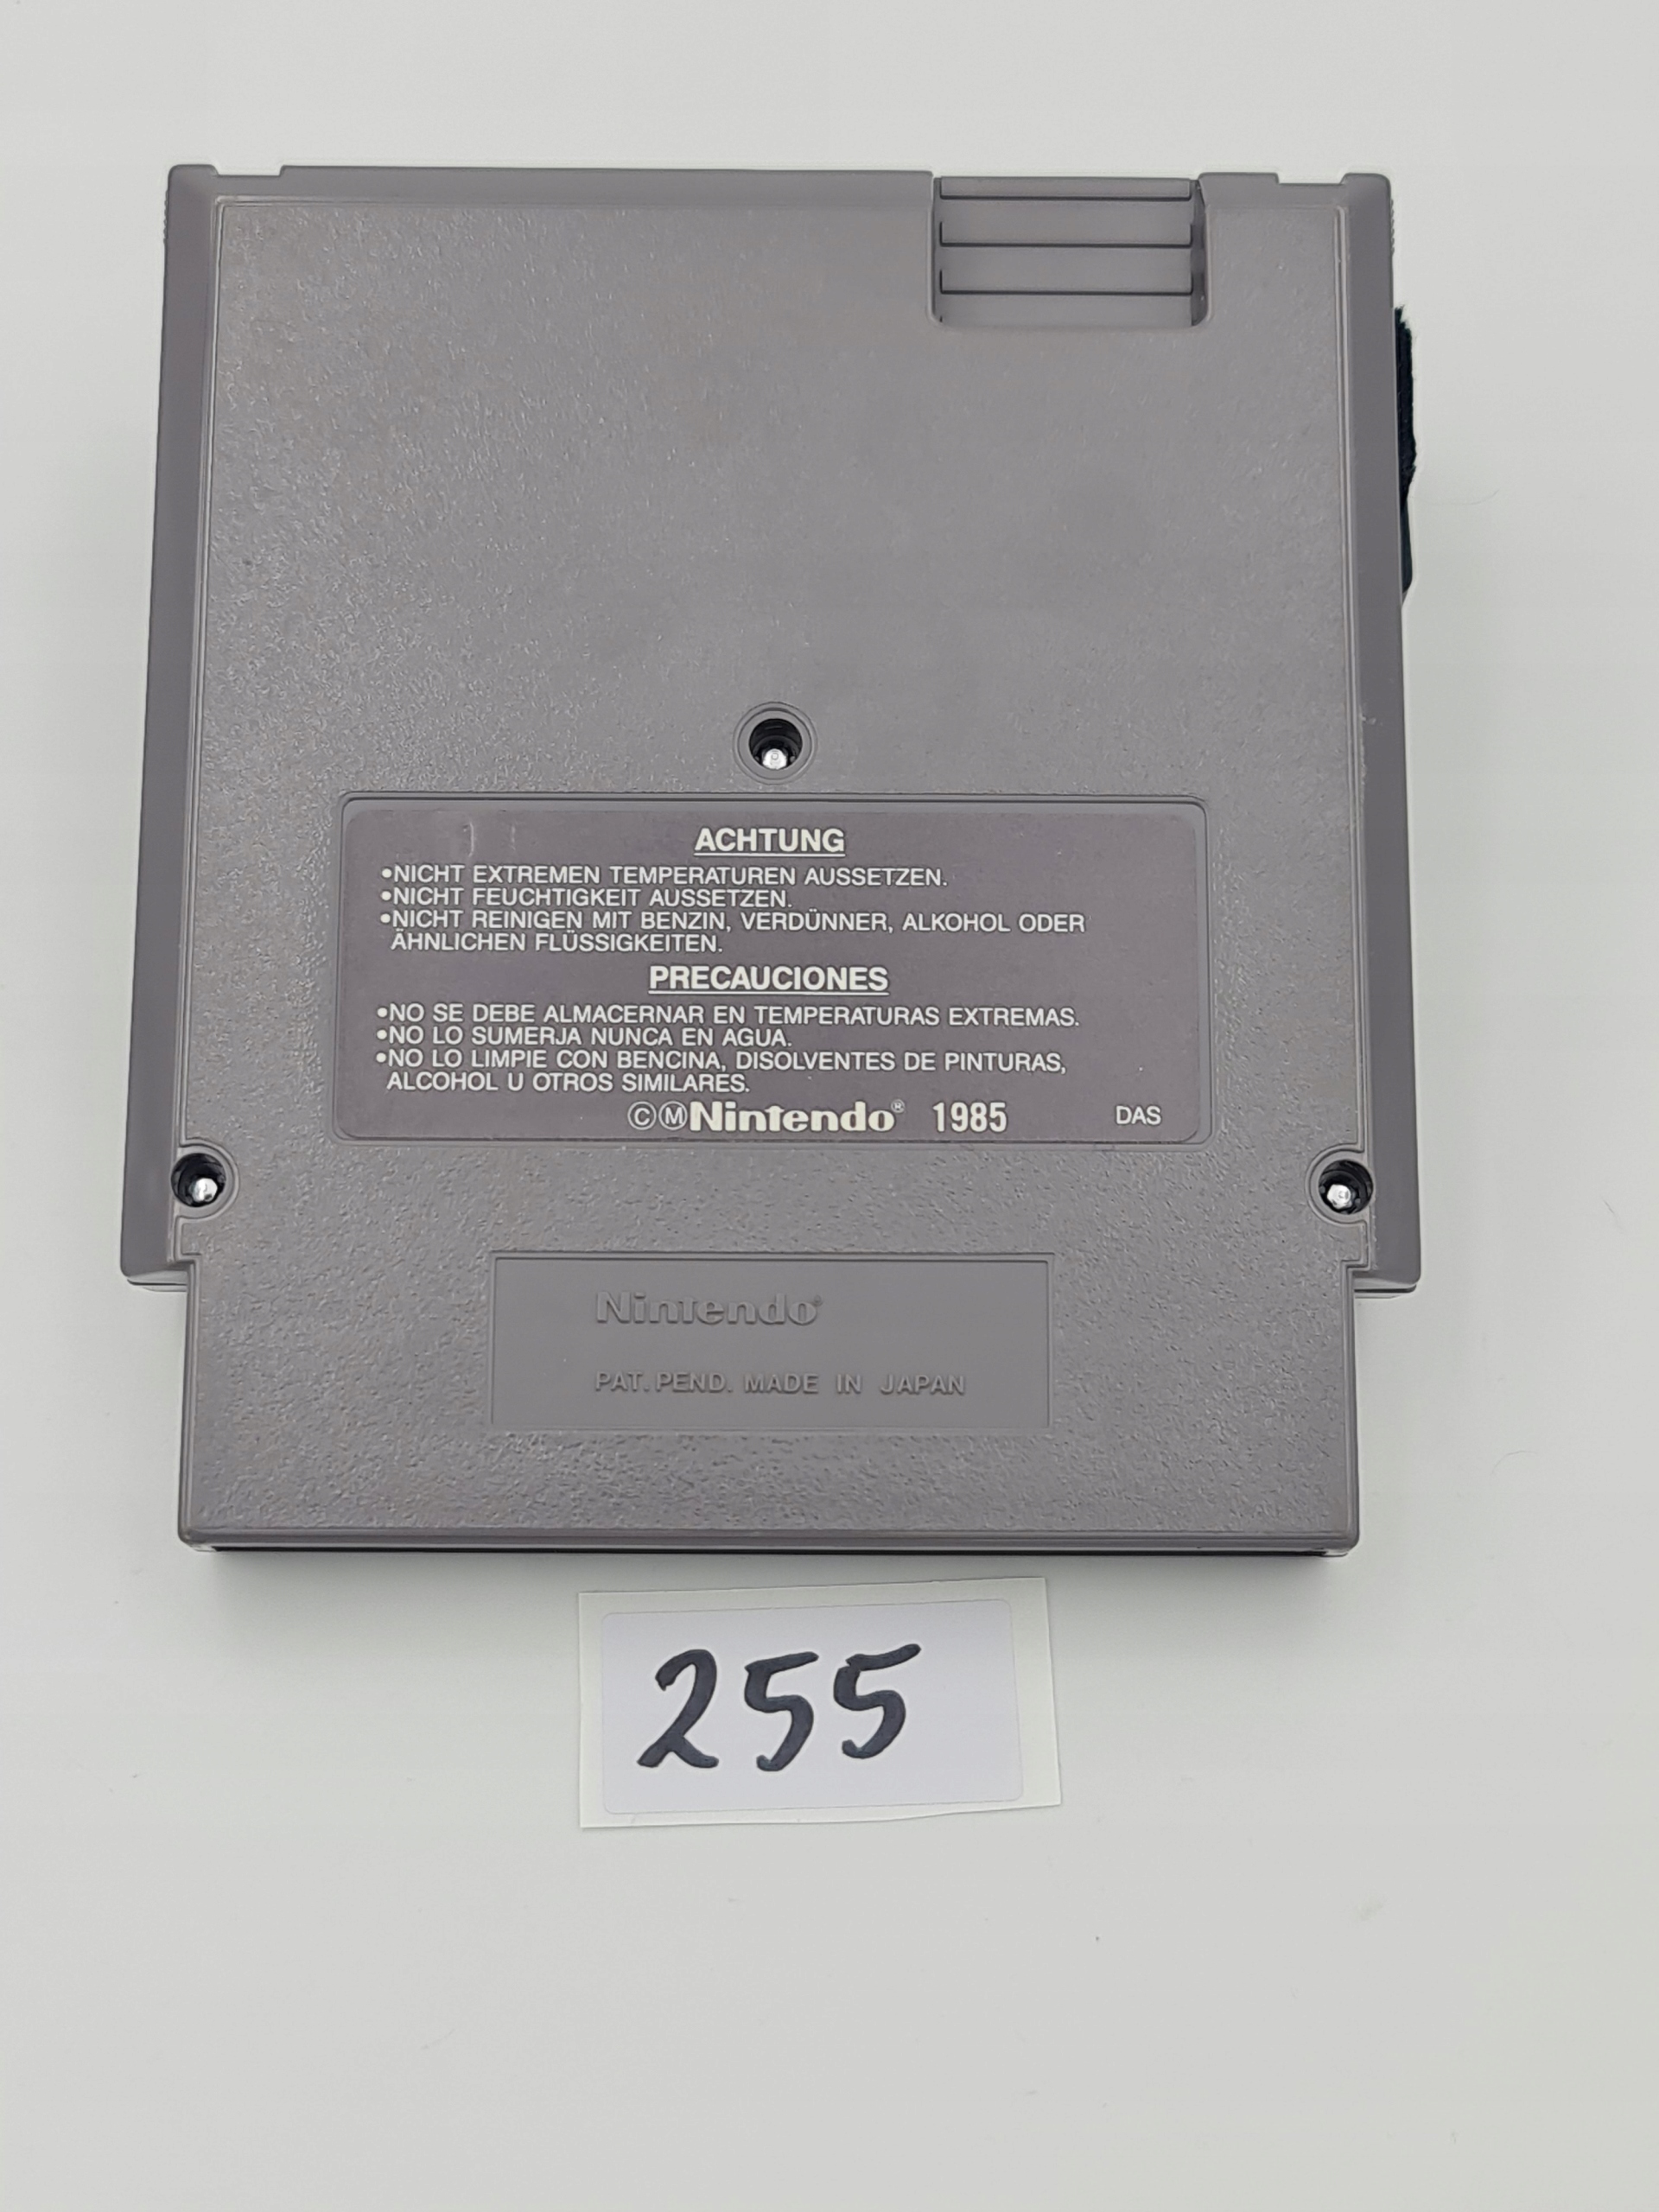 ACHTUNG
•NICHT EXTREMEN TEMPERATUREN AUSSETZEN.
•NICHT FEUCHTIGKEIT AUSSETZEN.
•NICHT REINIGEN MIT BENZIN, VERDÜNNER, ALKOHOL ODER
ÄHNLICHEN FLÜSSIGKEITEN.
PRECAUCIONES
•NO SE DEBE ALMACERNAR EN TEMPERATURAS EXTREMAS.
•NO LO SUMERJA NUNCA EN AGUA.
•NO LO LIMPIE CON BENCINA, DISOLVENTES DE PINTURAS,
ALCOHOL U OTROS SIMILARES.
ⒸⓂNintendo® 1985 DAS
Nintendo®
PAT. PEND. MADE IN JAPAN
255